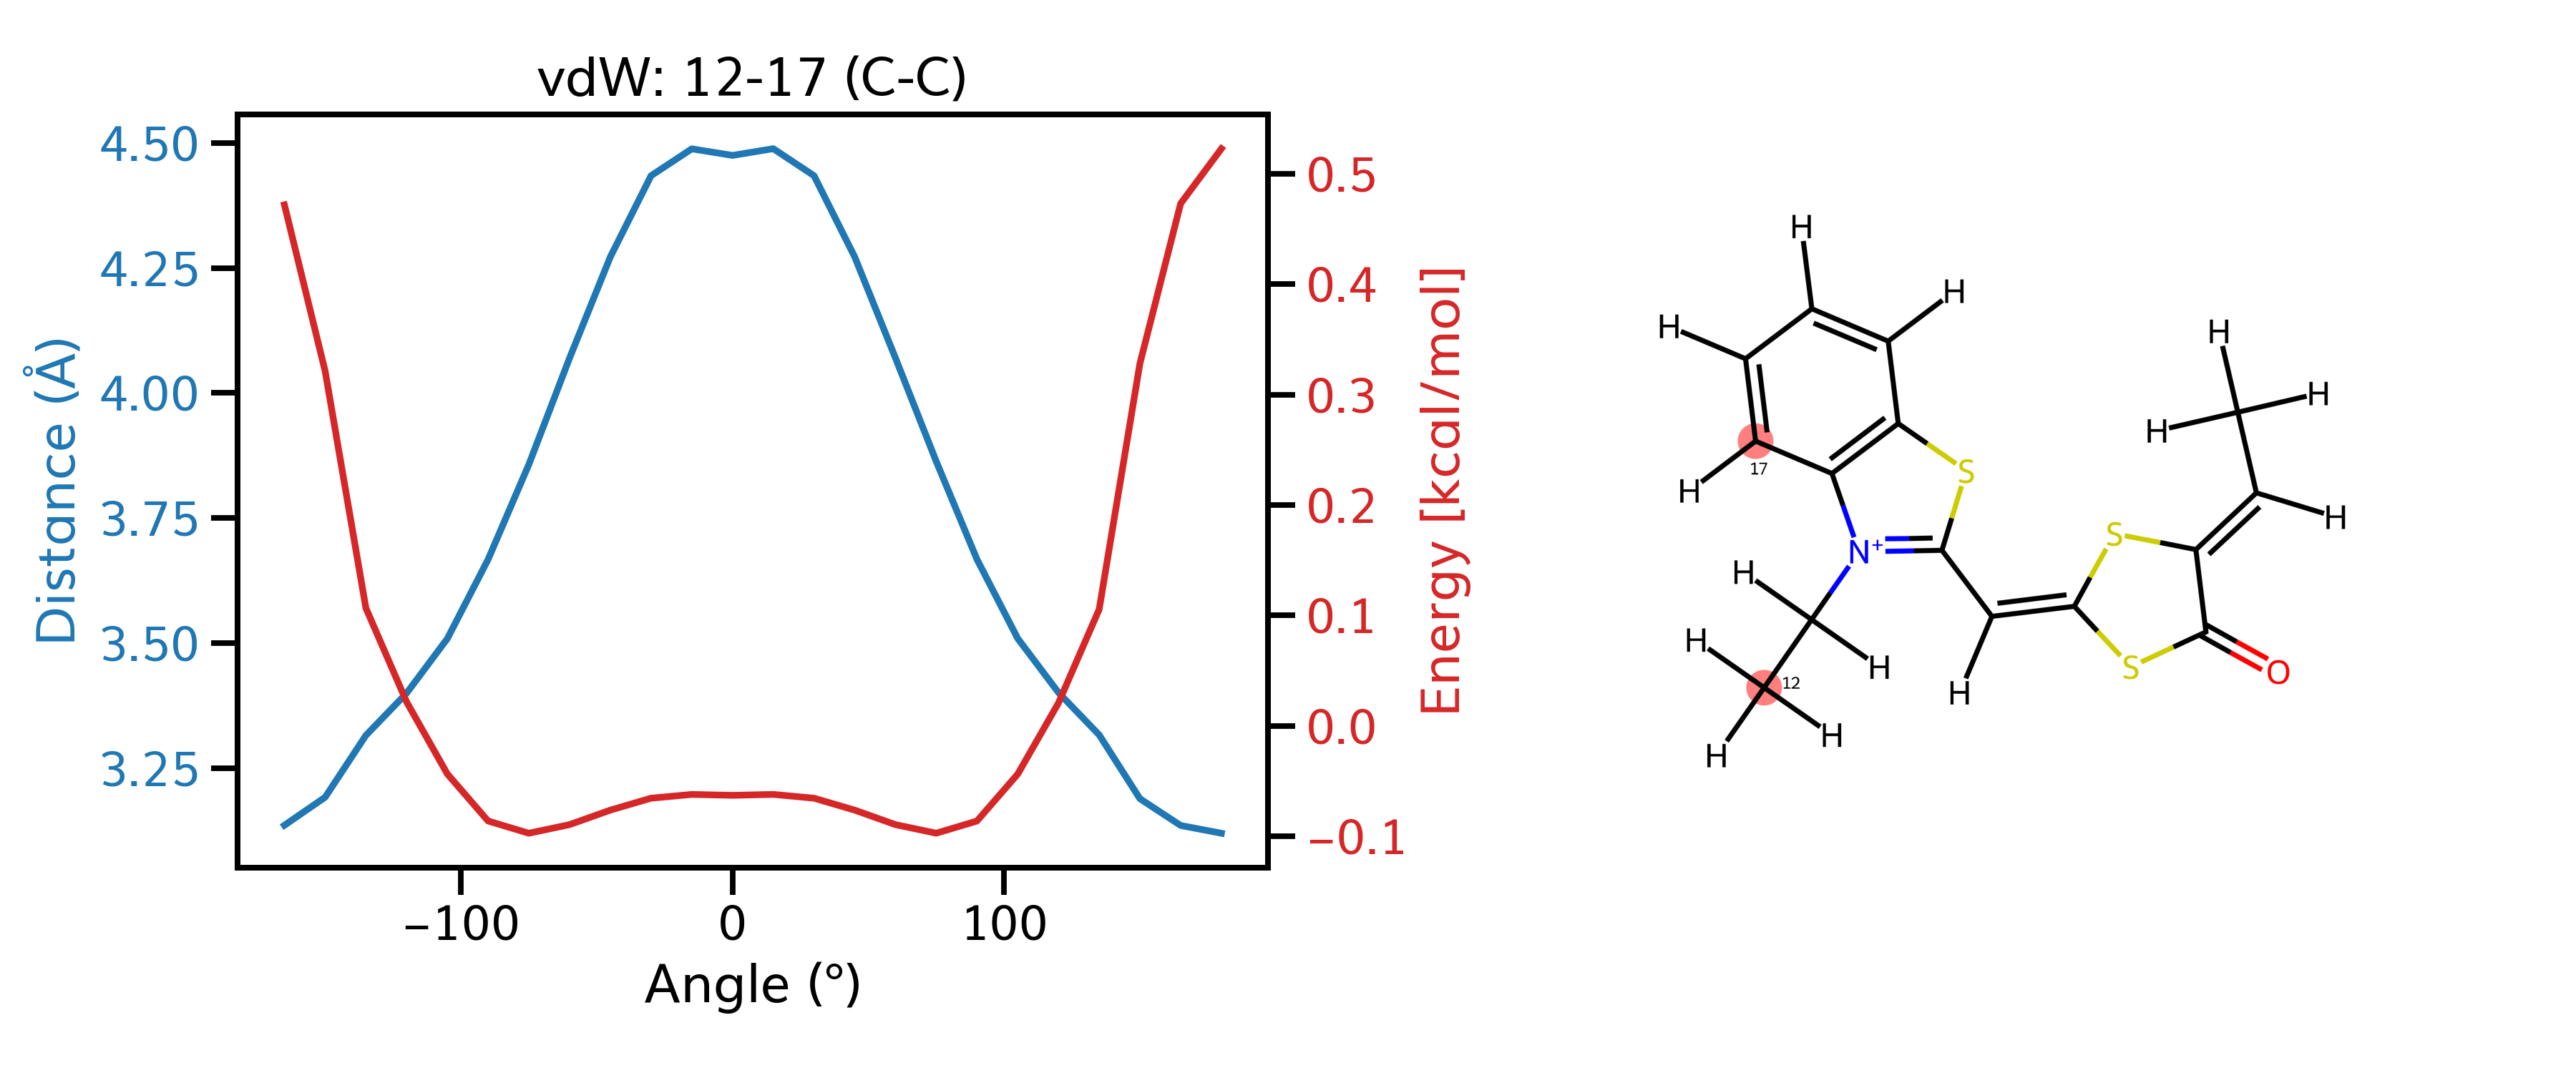 vdW: 12-17 (C-C)
Distance (Å)
4.50
4.25
4.00
3.75
3.50
3.25
−100
0
100
Angle (°)
0.5
0.4
0.3
0.2
0.1
0.0
−0.1
Energy [kcal/mol]
H
H
H
H
H
H
17
S
H
H
S
N⁺
H
H
H
12
S
O
H
H
H